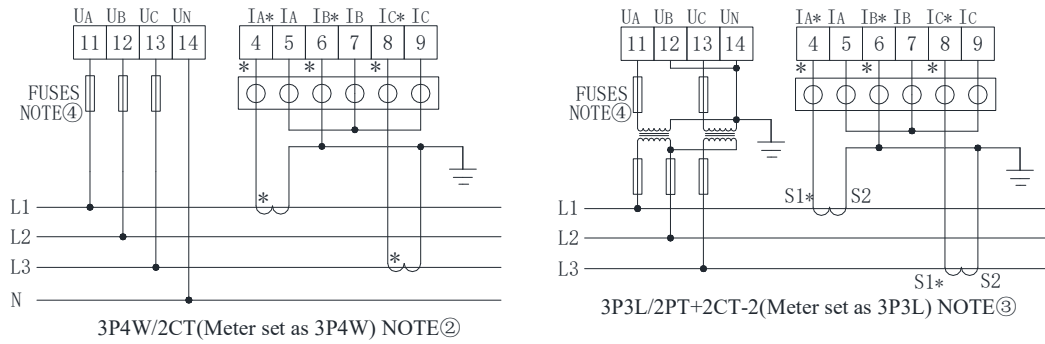 UA UB UC UN IA* IA IB* IB IC* IC
11 12 13 14 4 5 6 7 8 9
* * *
FUSES
NOTE④
*
L1
L2
*
L3
N
3P4W/2CT(Meter set as 3P4W) NOTE②
UA UB UC UN IA* IA IB* IB IC* IC
11 12 13 14 4 5 6 7 8 9
* * *
FUSES
NOTE④
S1* S2
L1
L2
L3
S1* S2
3P3L/2PT+2CT-2(Meter set as 3P3L) NOTE③